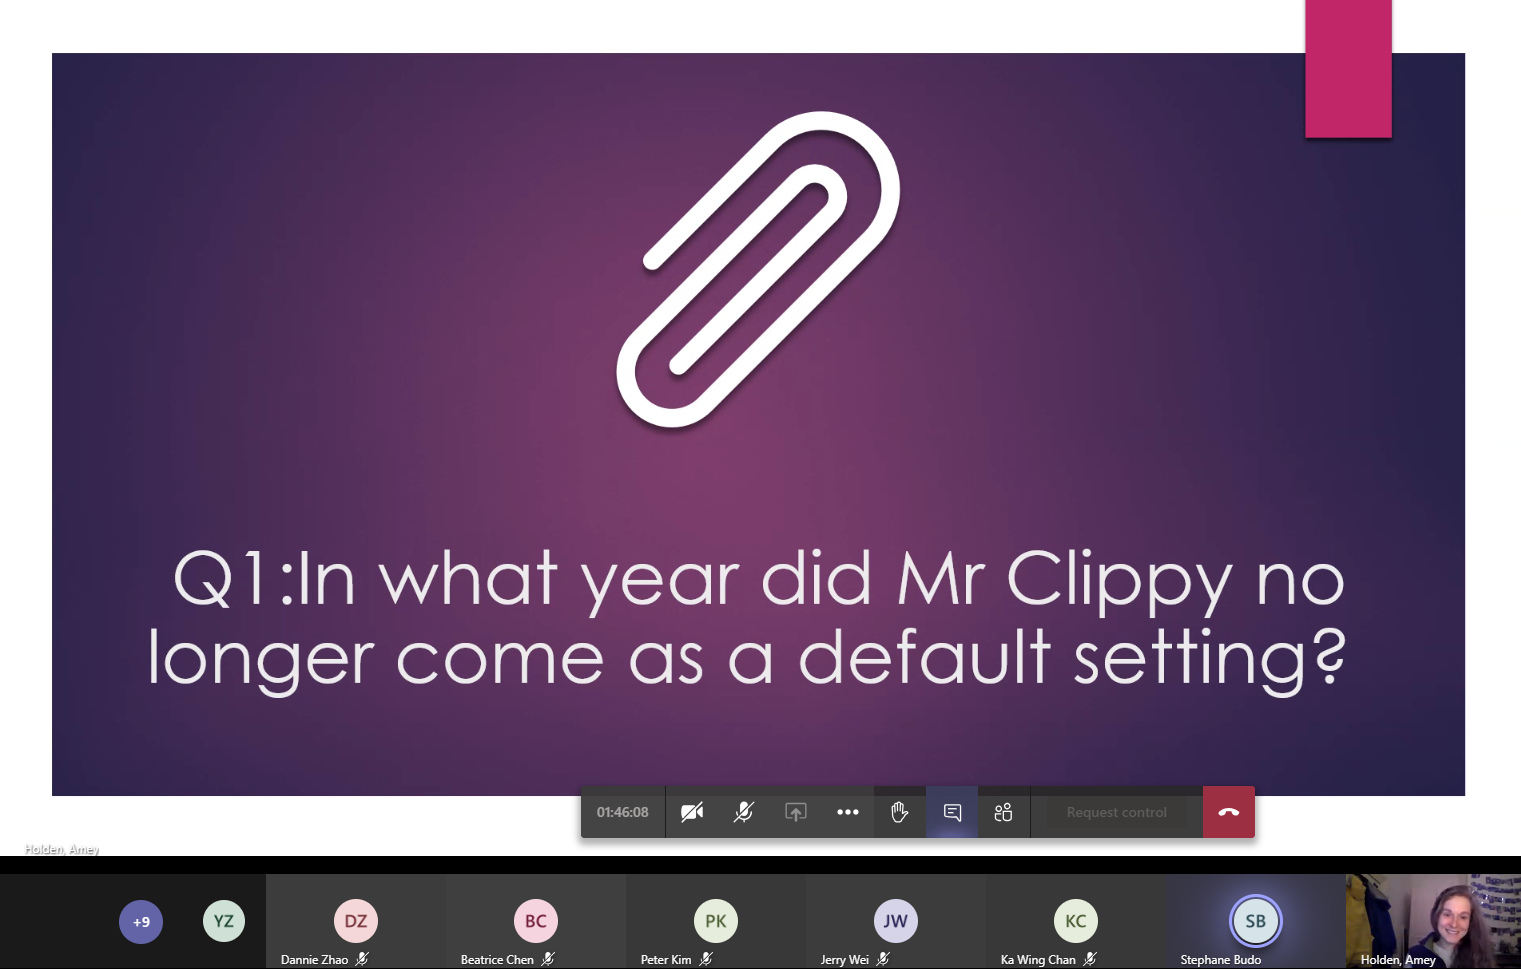 Q1:In what year did Mr Clippy no
longer come as a default setting?
01:46:08
Request control
Holden, Amey
+9
YZ
DZ
BC
PK
JW
KC
SB
Dannie Zhao
Beatrice Chen
Peter Kim
Jerry Wei
Ka Wing Chan
Stephane Budo
Holden, Amey